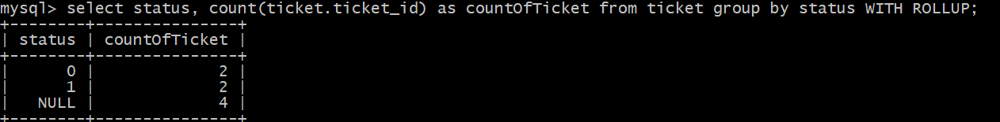 mysql> select status, count(ticket.ticket_id) as countOfTicket from ticket group by status WITH ROLLUP;
+--------+---------------+
| status | countOfTicket |
+--------+---------------+
|      0 |             2 |
|      1 |             2 |
|   NULL |             4 |
+--------+---------------+